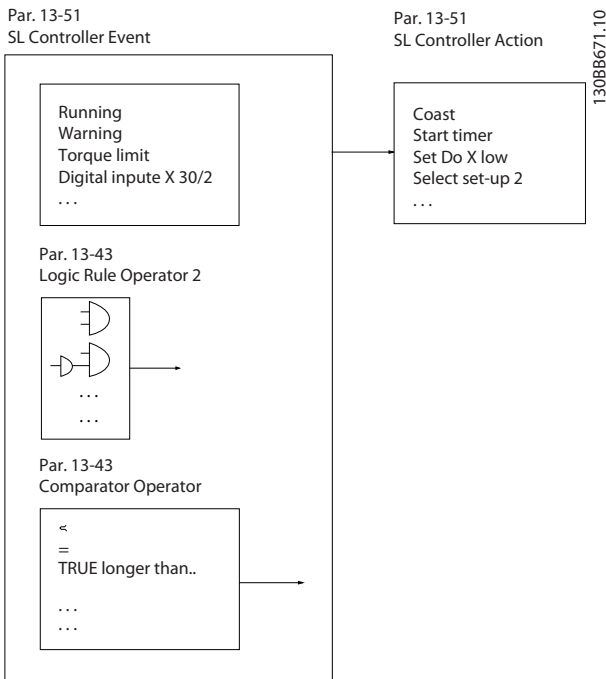 Par. 13-51
SL Controller Event
Par. 13-51
SL Controller Action
130BB671.10
Running
Warning
Torque limit
Digital inpute X 30/2
. . .
Coast
Start timer
Set Do X low
Select set-up 2
. . .
Par. 13-43
Logic Rule Operator 2
. . .
. . .
Par. 13-43
Comparator Operator
<
=
TRUE longer than..
. . .
. . .